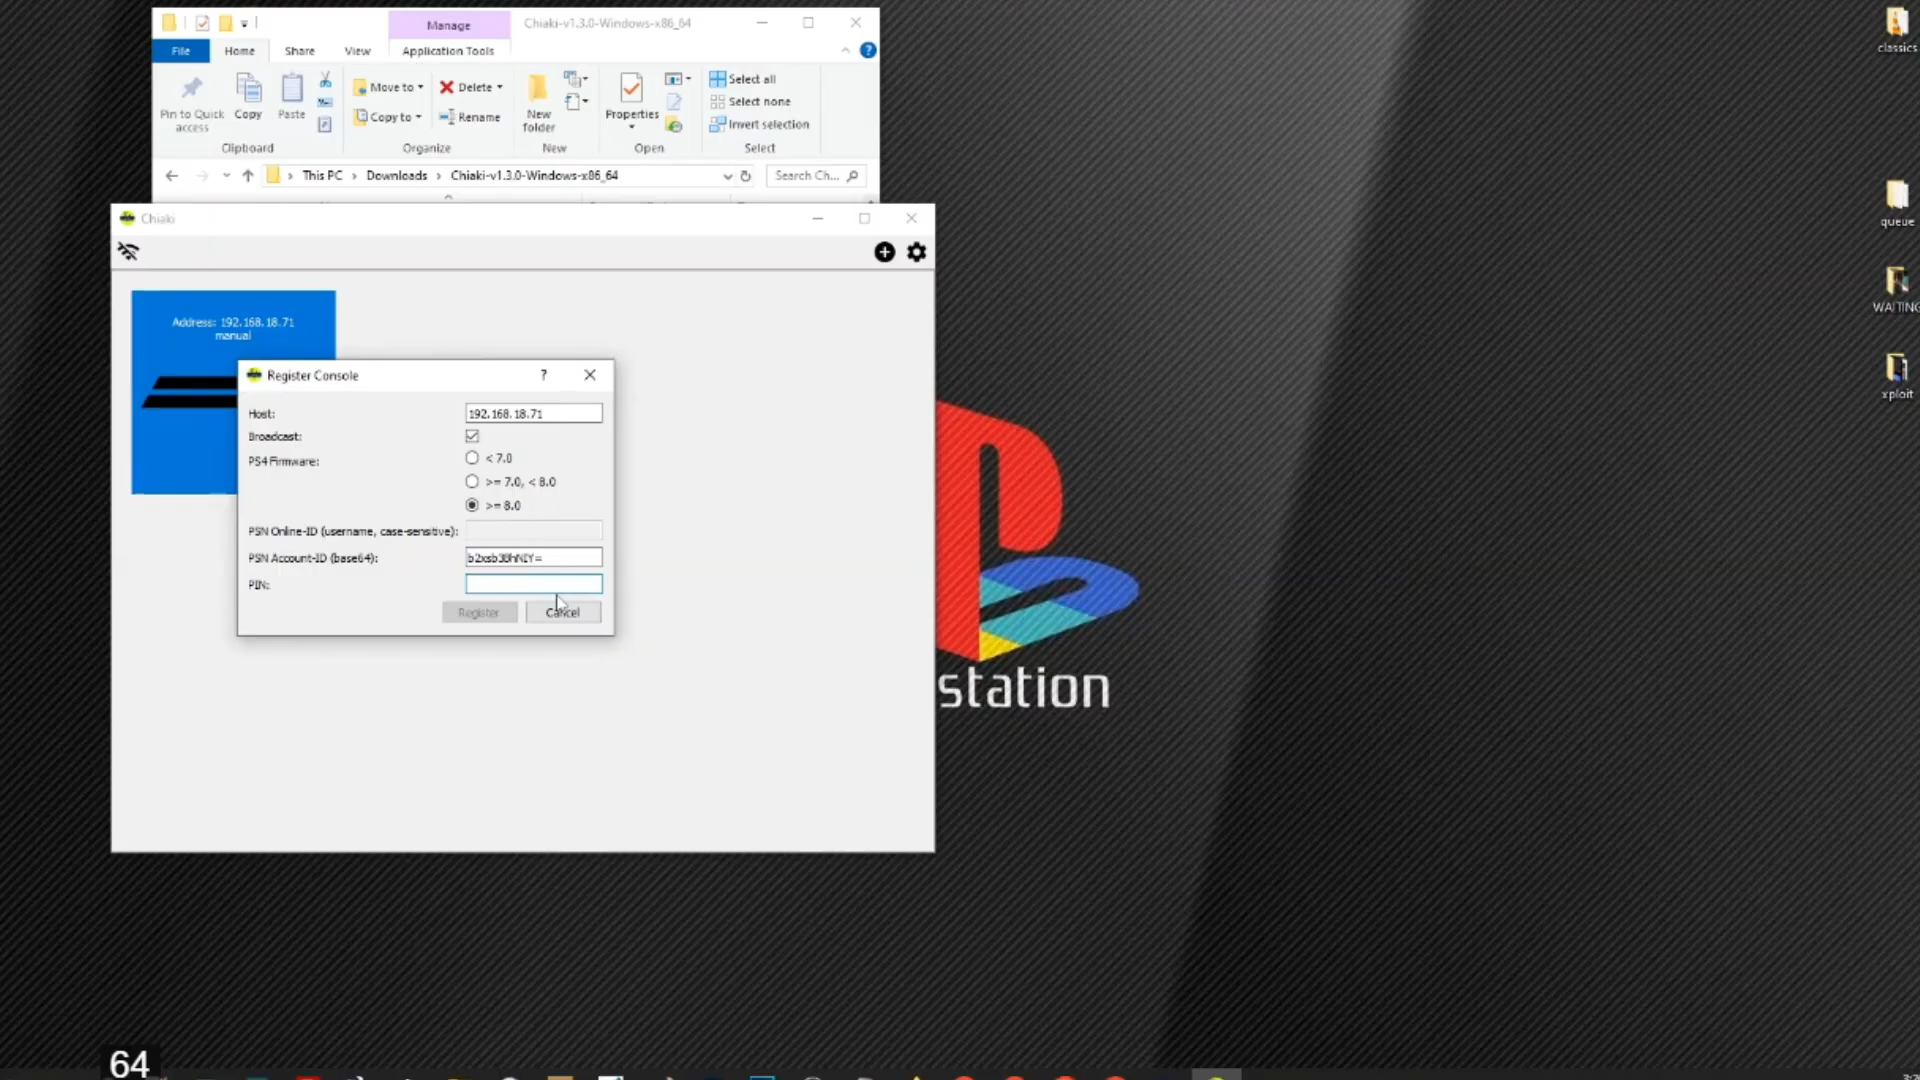 Manage
Chiaki-v1.3.0-Windows-x86_64
File
Home
Share
View
Application Tools
Pin to Quick access
Copy
Paste
Move to
Copy to
Delete
Rename
New folder
Properties
Select all
Select none
Invert selection
Clipboard
Organize
New
Open
Select
This PC > Downloads > Chiaki-v1.3.0-Windows-x86_64
Search Ch...
Chiaki
Address: 192.168.18.71
manual
Register Console
?
Host:
192.168.18.71
Broadcast:
PS4 Firmware:
< 7.0
>= 7.0, < 8.0
>= 8.0
PSN Online-ID (username, case-sensitive):
PSN Account-ID (base64):
PIN:
Register
Cancel
station
classics
queue
WAITING
xploit
64